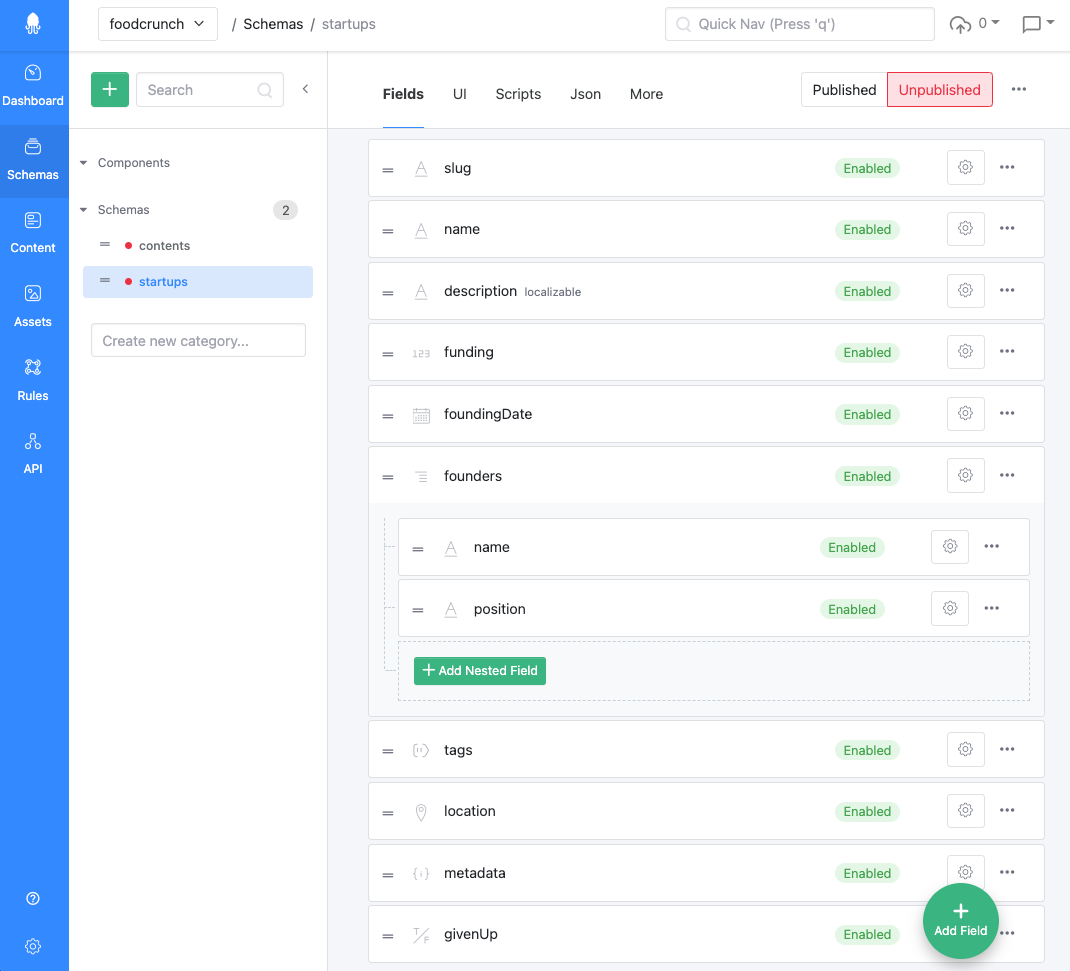 foodcrunch / Schemas / startups Quick Nav (Press 'q') 0
Dashboard
Schemas
Content
Assets
Rules
API
Search
Components
Schemas 2
contents
startups
Create new category...
Fields UI Scripts Json More Published Unpublished
slug Enabled
name Enabled
description localizable Enabled
123 funding Enabled
foundingDate Enabled
founders Enabled
name Enabled
position Enabled
+ Add Nested Field
tags Enabled
location Enabled
metadata Enabled
T/F givenUp Enabled
+
Add Field